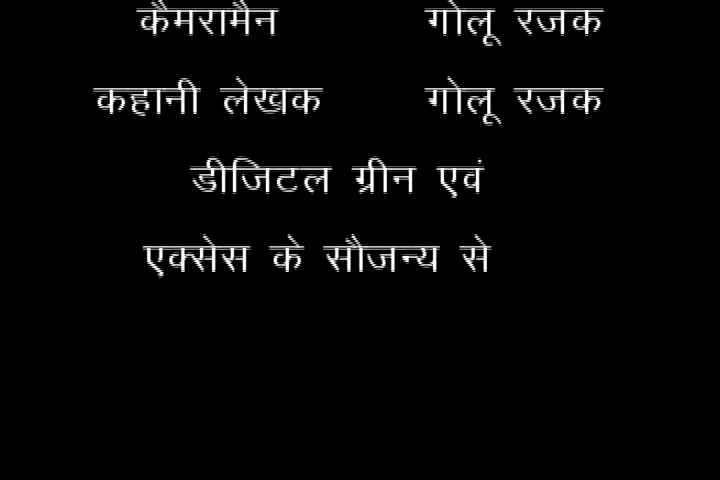 कैमरामैन गोलू रजक
कहानी लेखक गोलू रजक
डीजिटल ग्रीन एवं
एक्सेस के सौजन्य से